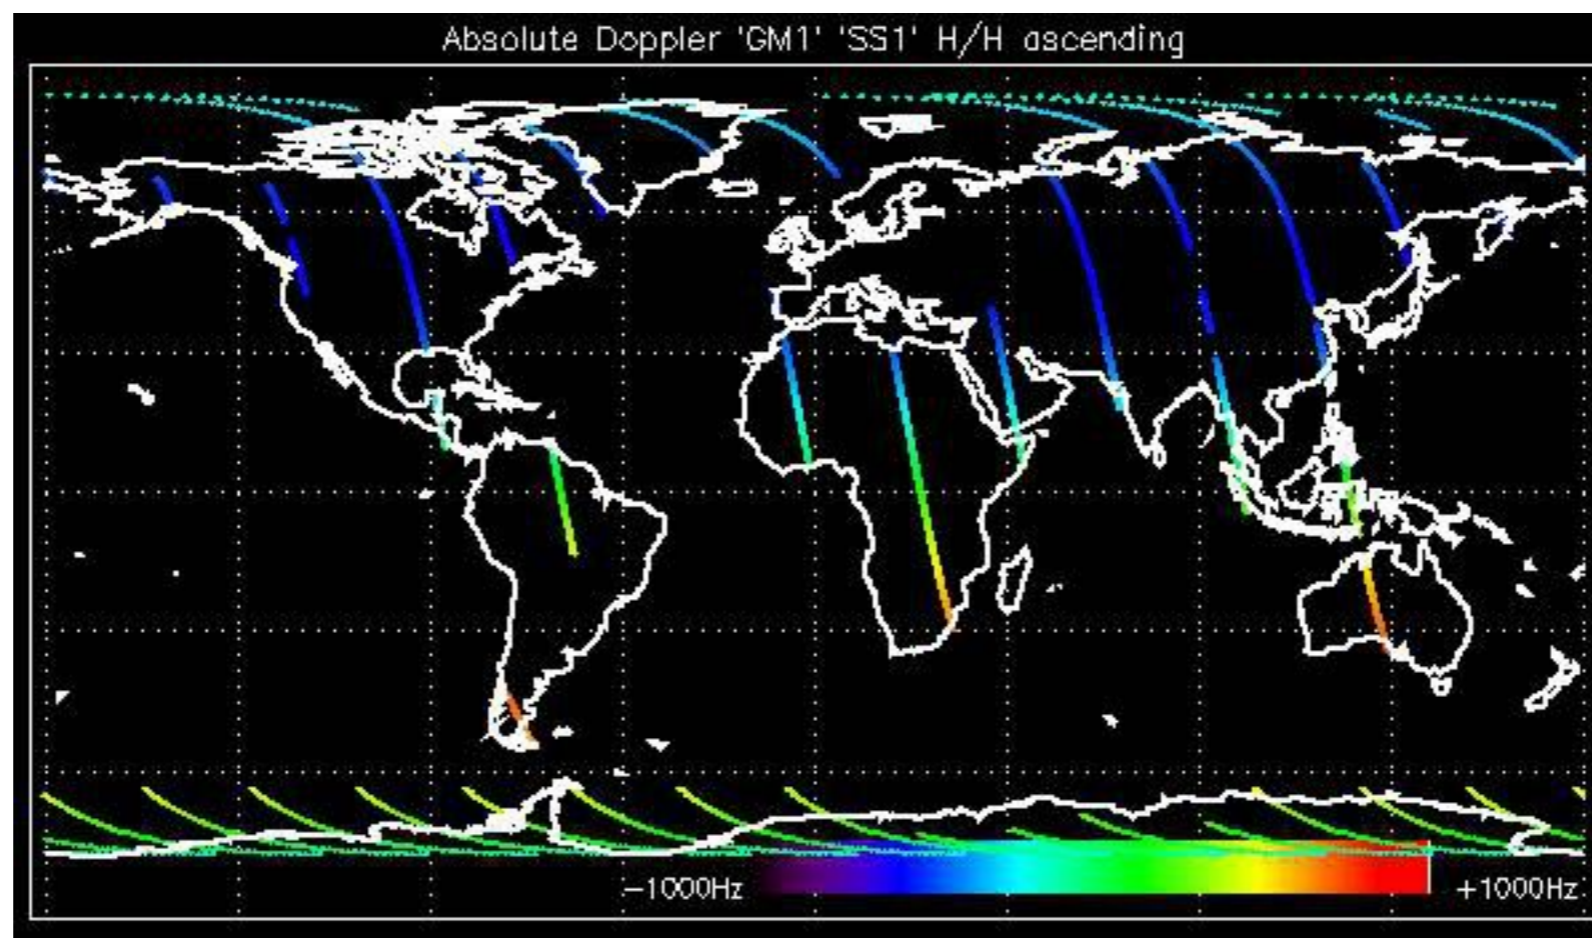 Absolute Doppler 'GM1' 'SS1' H/H ascending
-1000Hz +1000Hz